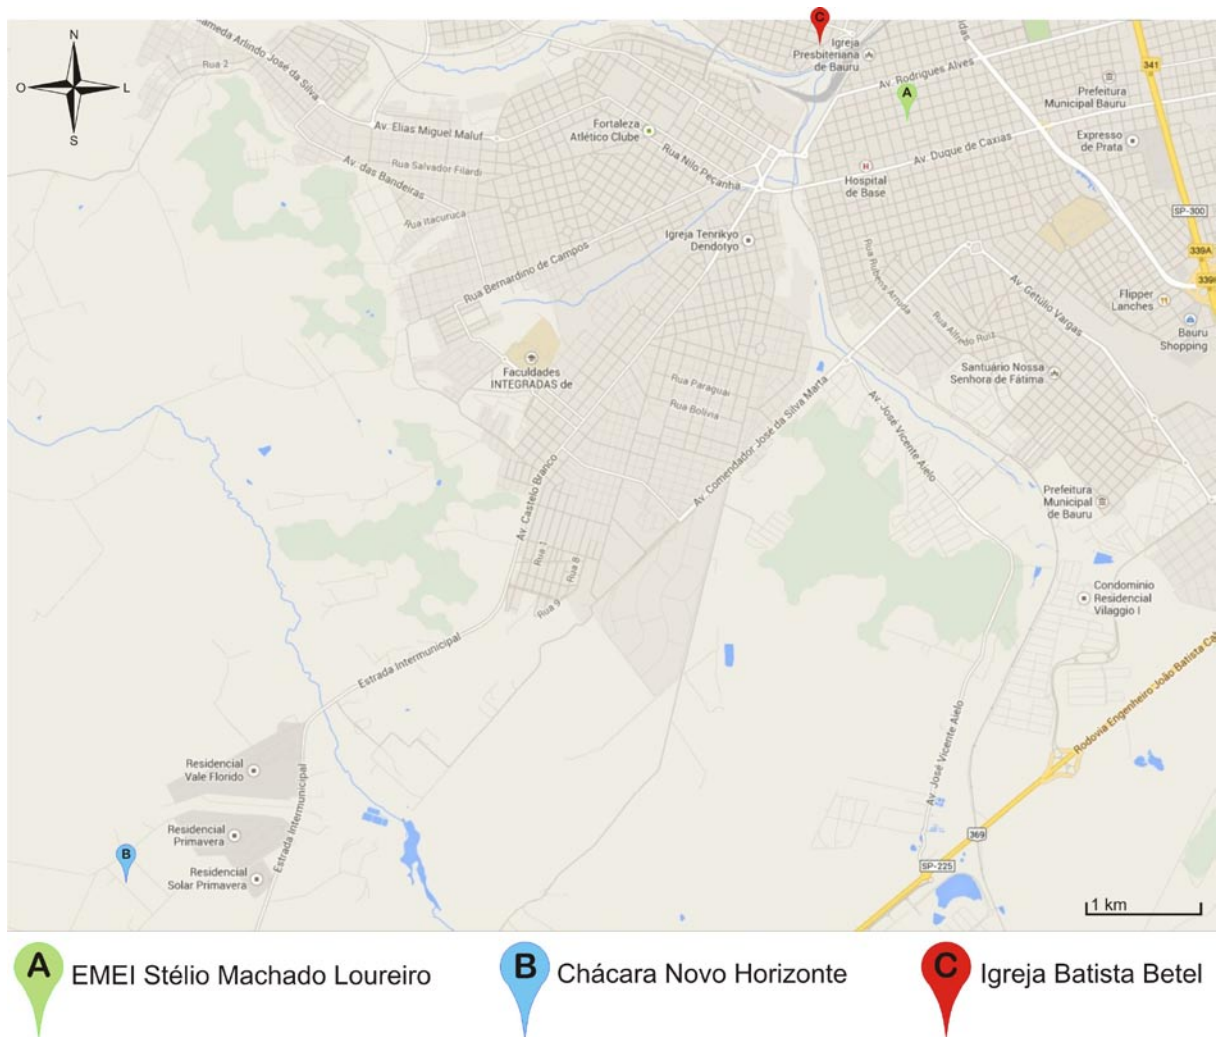 N
O
L
S
C
Alameda Arlindo José da Silva
Rua 2
Igreja
Presbiteriana
de Bauru
Av. Rodrigues Alves
341
A
Prefeitura
Municipal Bauru
Av. Elias Miguel Maluf
Fortaleza
Atlético Clube
Expresso
de Prata
Av. Duque de Caxias
Rua Salvador Filardi
Av. das Bandeiras
Rua Nilo Peçanha
H
Hospital
de Base
Rua Itacuruca
SP-300
Igreja Tenrikyo
Dendotyo
339A
Rua Bernardino de Campos
Rua Rubens Arruda
Av. Getúlio Vargas
Flipper
Lanches
Rua Alfredo Ruiz
Bauru
Shopping
Faculdades
INTEGRADAS de
Santuário Nossa
Senhora de Fátima
Rua Paraguai
Rua Bolívia
Av. Comendador José da Silva Marta
Av. José Vicente Aielo
Av. Castelo Branco
Prefeitura
Municipal
de Bauru
Rua 1
Rua 8
Rua 9
Condominio
Residencial
Vilaggio I
Estrada Intermunicipal
Rodovia Engenheiro João Batista
Residencial
Vale Florido
Av. José Vicente Aielo
Estrada Intermunicipal
Residencial
Primavera
369
B
Residencial
Solar Primavera
SP-225
1 km
A EMEI Stélio Machado Loureiro
B Chácara Novo Horizonte
C Igreja Batista Betel